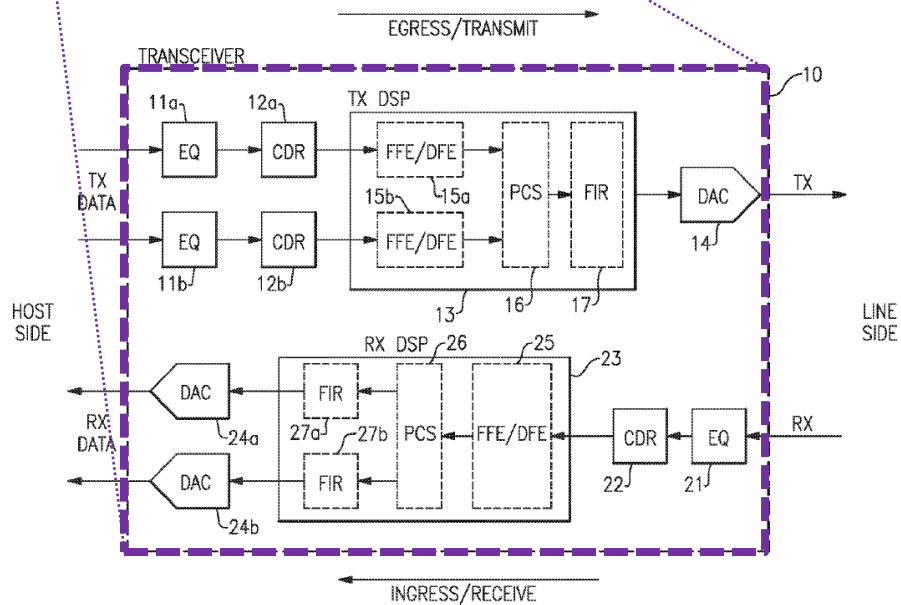 EGRESS/TRANSMIT
TRANSCEIVER
10
11a
12a
TX DSP
EQ
CDR
FFE/DFE
15a
TX
DATA
15b
PCS
FIR
DAC
TX
14
EQ
CDR
FFE/DFE
11b
12b
13
16
17
HOST
SIDE
LINE
SIDE
RX DSP
26
25
23
DAC
FIR
24a
27a
27b
PCS
FFE/DFE
CDR
EQ
RX
RX
DATA
22
21
DAC
FIR
24b
INGRESS/RECEIVE